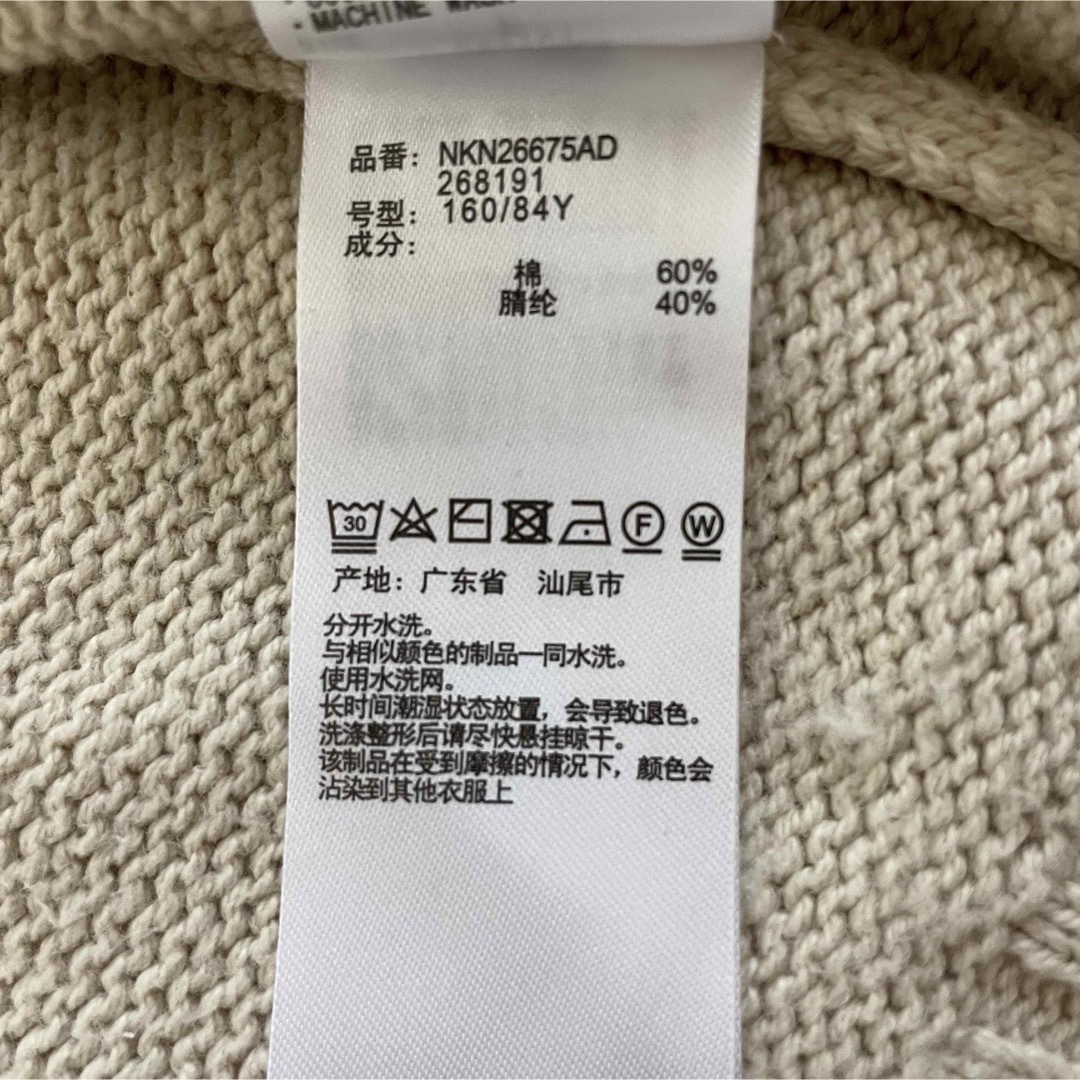 · MACHINE WASH
品番：NKN26675AD
268191
号型：160/84Y
成分：
棉 60%
腈纶 40%
30 F W
产地：广东省 汕尾市
分开水洗。
与相似颜色的制品一同水洗。
使用水洗网。
长时间潮湿状态放置，会导致退色。
洗涤整形后请尽快悬挂晾干。
该制品在受到摩擦的情况下，颜色会
沾染到其他衣服上